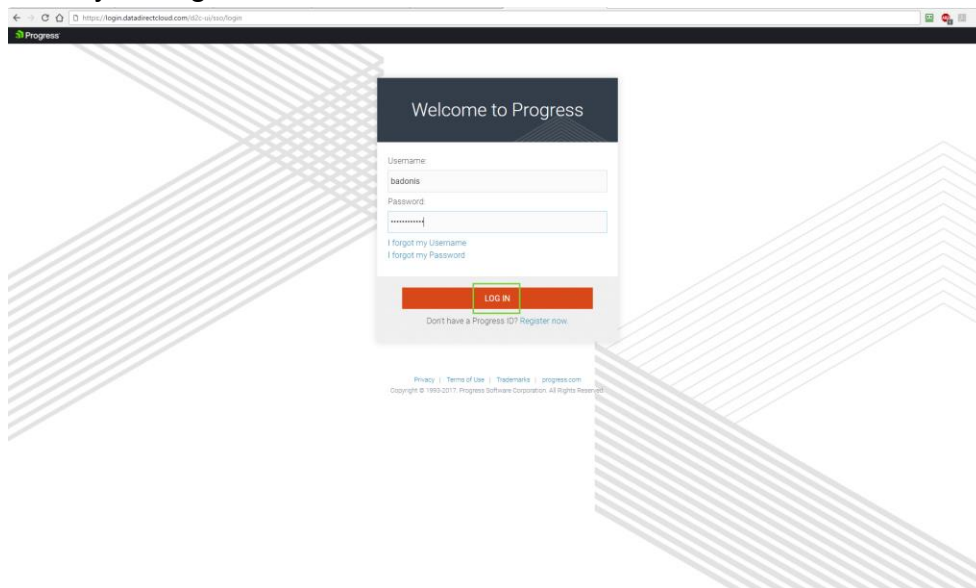 https://login.datadirectcloud.com/d2c-ui/sso/login
Progress
Welcome to Progress
Username:
badonis
Password:
••••••••••••
I forgot my Username
I forgot my Password
LOG IN
Don't have a Progress ID? Register now.
Privacy | Terms of Use | Trademarks | progress.com
Copyright © 1993-2017. Progress Software Corporation. All Rights Reserved.